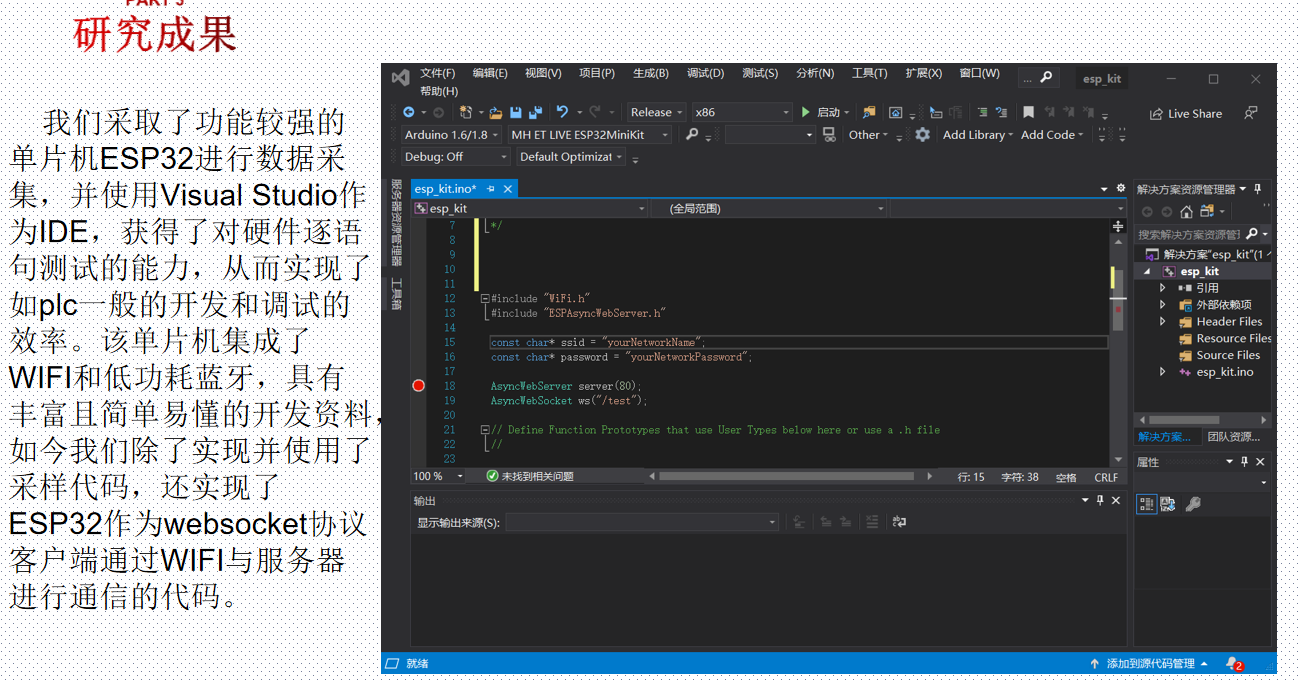 PART 3
研究成果
我们采取了功能较强的
单片机ESP32进行数据采
集，并使用Visual Studio作
为IDE，获得了对硬件逐语
句测试的能力，从而实现了
如plc一般的开发和调试的
效率。该单片机集成了
WIFI和低功耗蓝牙，具有
丰富且简单易懂的开发资料，
如今我们除了实现并使用了
采样代码，还实现了
ESP32作为websocket协议
客户端通过WIFI与服务器
进行通信的代码。
文件(F) 编辑(E) 视图(V) 项目(P) 生成(B) 调试(D) 测试(S) 分析(N) 工具(T) 扩展(X) 窗口(W) ... esp_kit
帮助(H)
Release x86 启动 Live Share
Arduino 1.6/1.8 MH ET LIVE ESP32MiniKit Other Add Library Add Code
Debug: Off Default Optimizat
服务器资源管理器
工具箱
esp_kit.ino*
esp_kit (全局范围)
7 */
8
9
10
11
12 #include "WiFi.h"
13 #include "ESPAsyncWebServer.h"
14
15 const char* ssid = "yourNetworkName";
16 const char* password = "yourNetworkPassword";
17
18 AsyncWebServer server(80);
19 AsyncWebSocket ws("/test");
20
21 // Define Function Prototypes that use User Types below here or use a .h file
22 //
23
100 % 未找到相关问题 行: 15 字符: 38 空格 CRLF
输出
显示输出来源(S):
解决方案资源管理器
搜索解决方案资源管理
解决方案"esp_kit"(1
esp_kit
引用
外部依赖项
Header Files
Resource Files
Source Files
esp_kit.ino
解决方案... 团队资源...
属性
就绪 添加到源代码管理 2